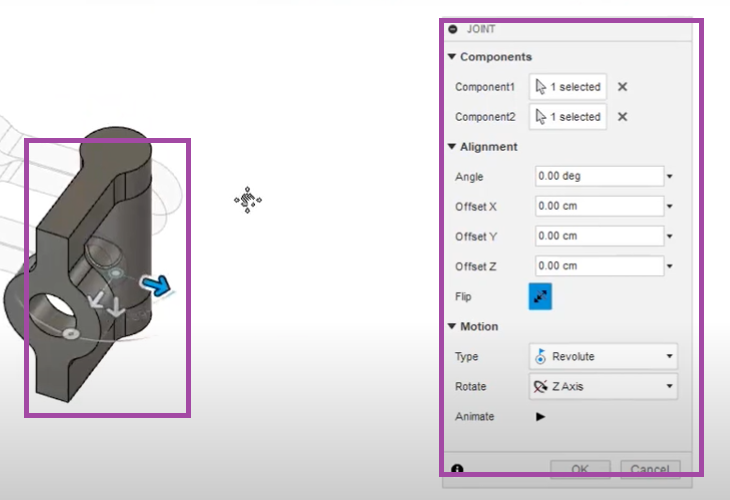 JOINT
Components
Component1 1 selected
Component2 1 selected
Alignment
Angle 0.00 deg
Offset X 0.00 cm
Offset Y 0.00 cm
Offset Z 0.00 cm
Flip
Motion
Type Revolute
Rotate Z Axis
Animate
OK Cancel